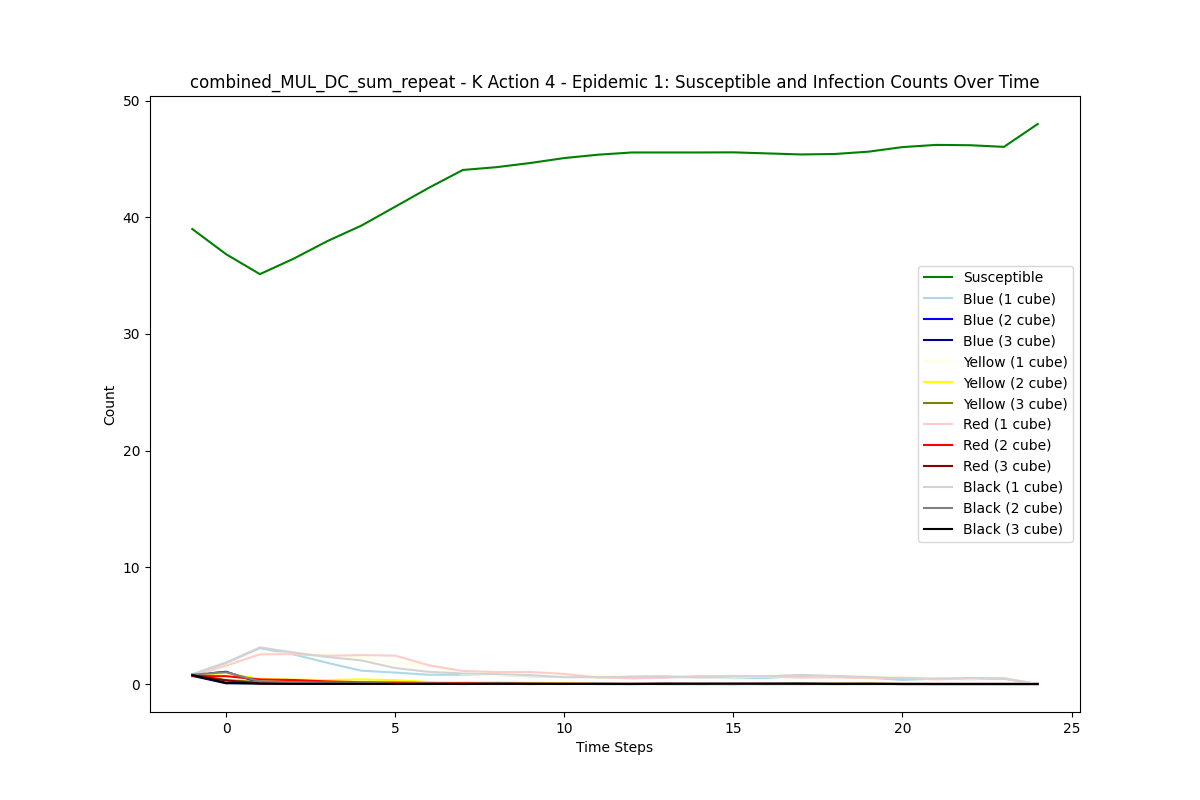 combined_MUL_DC_sum_repeat - K Action 4 - Epidemic 1: Susceptible and Infection Counts Over Time
50
40
30
20
10
0
Count
Susceptible
Blue (1 cube)
Blue (2 cube)
Blue (3 cube)
Yellow (1 cube)
Yellow (2 cube)
Yellow (3 cube)
Red (1 cube)
Red (2 cube)
Red (3 cube)
Black (1 cube)
Black (2 cube)
Black (3 cube)
0 5 10 15 20 25
Time Steps